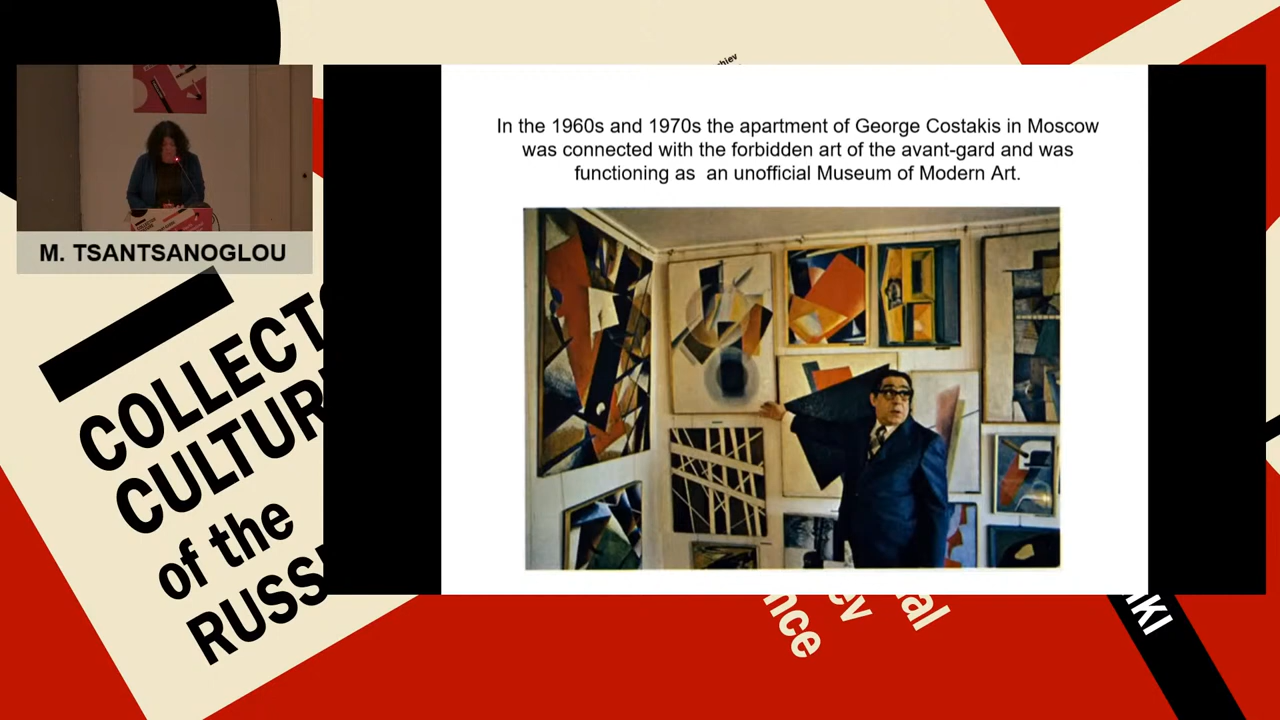 In the 1960s and 1970s the apartment of George Costakis in Moscow
was connected with the forbidden art of the avant-gard and was
functioning as an unofficial Museum of Modern Art.
M. TSANTSANOGLOU
COLLECT
CULTUR
of the
RUSS